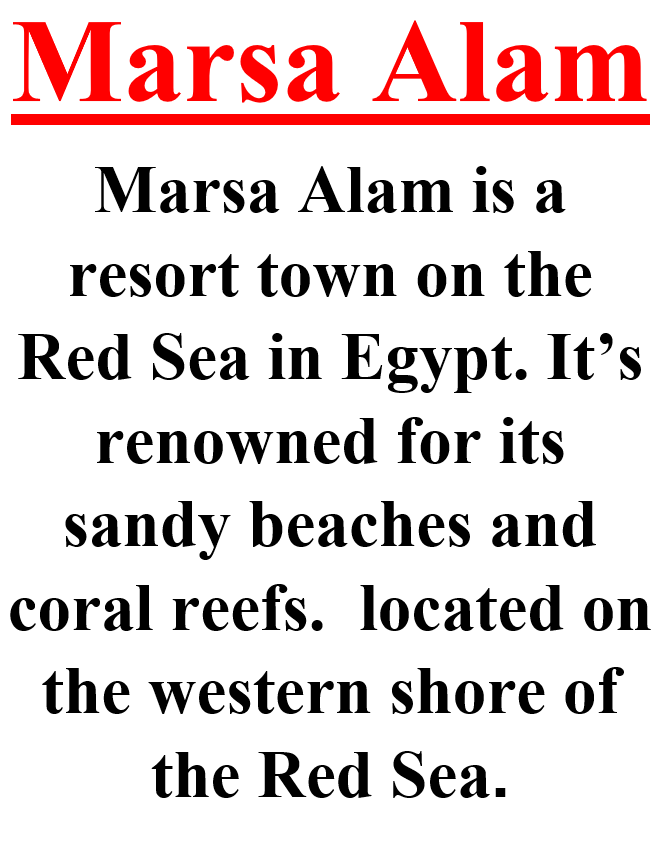 Marsa Alam
Marsa Alam is a
resort town on the
Red Sea in Egypt. It’s
renowned for its
sandy beaches and
coral reefs.  located on
the western shore of
the Red Sea.